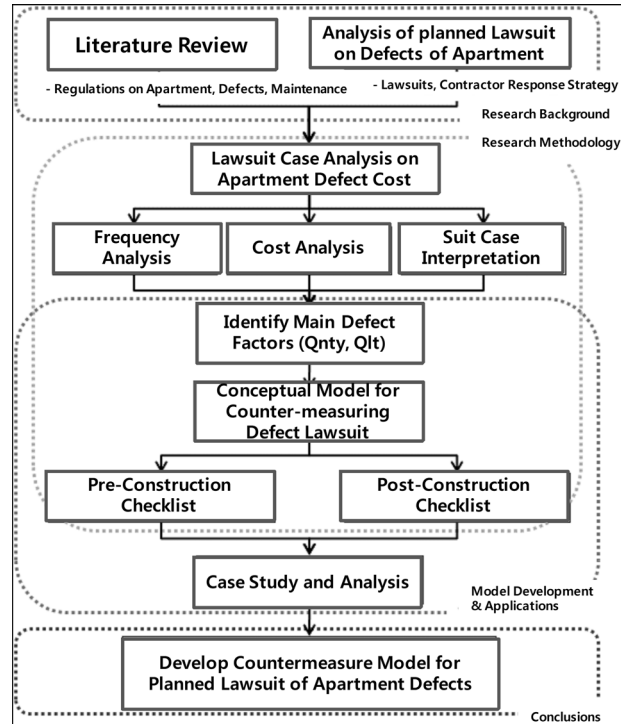 Literature Review
Analysis of planned Lawsuit
on Defects of Apartment
- Regulations on Apartment, Defects, Maintenance
- Lawsuits, Contractor Response Strategy
Research Background
Research Methodology
Lawsuit Case Analysis on
Apartment Defect Cost
Frequency
Analysis
Cost Analysis
Suit Case
Interpretation
Identify Main Defect
Factors (Qnty, Qlt)
Conceptual Model for
Counter-measuring
Defect Lawsuit
Pre-Construction
Checklist
Post-Construction
Checklist
Case Study and Analysis
Model Development
& Applications
Develop Countermeasure Model for
Planned Lawsuit of Apartment Defects
Conclusions